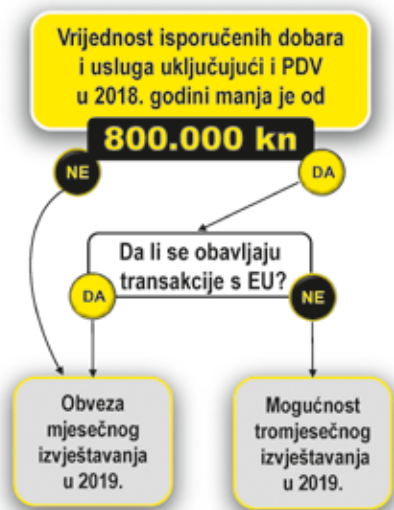 Vrijednost isporučenih dobara
i usluga uključujući i PDV
u 2018. godini manja je od
800.000 kn
NE
DA
Da li se obavljaju
transakcije s EU?
DA
NE
Obveza
mjesečnog
izvještavanja
u 2019.
Mogućnost
tromjesečnog
izvještavanja
u 2019.